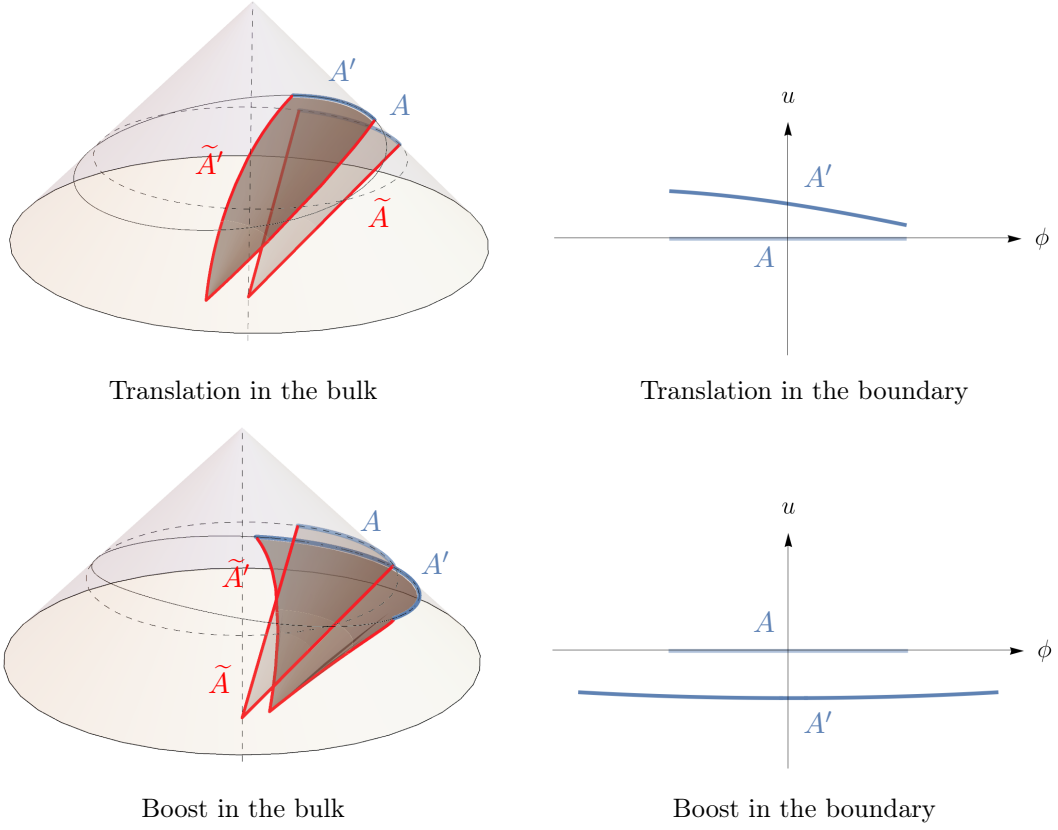 A′
A
Ã′
Ã
u
A′
A
ϕ
Translation in the bulk
Translation in the boundary
A
A′
Ã′
Ã
u
A
A′
ϕ
Boost in the bulk
Boost in the boundary